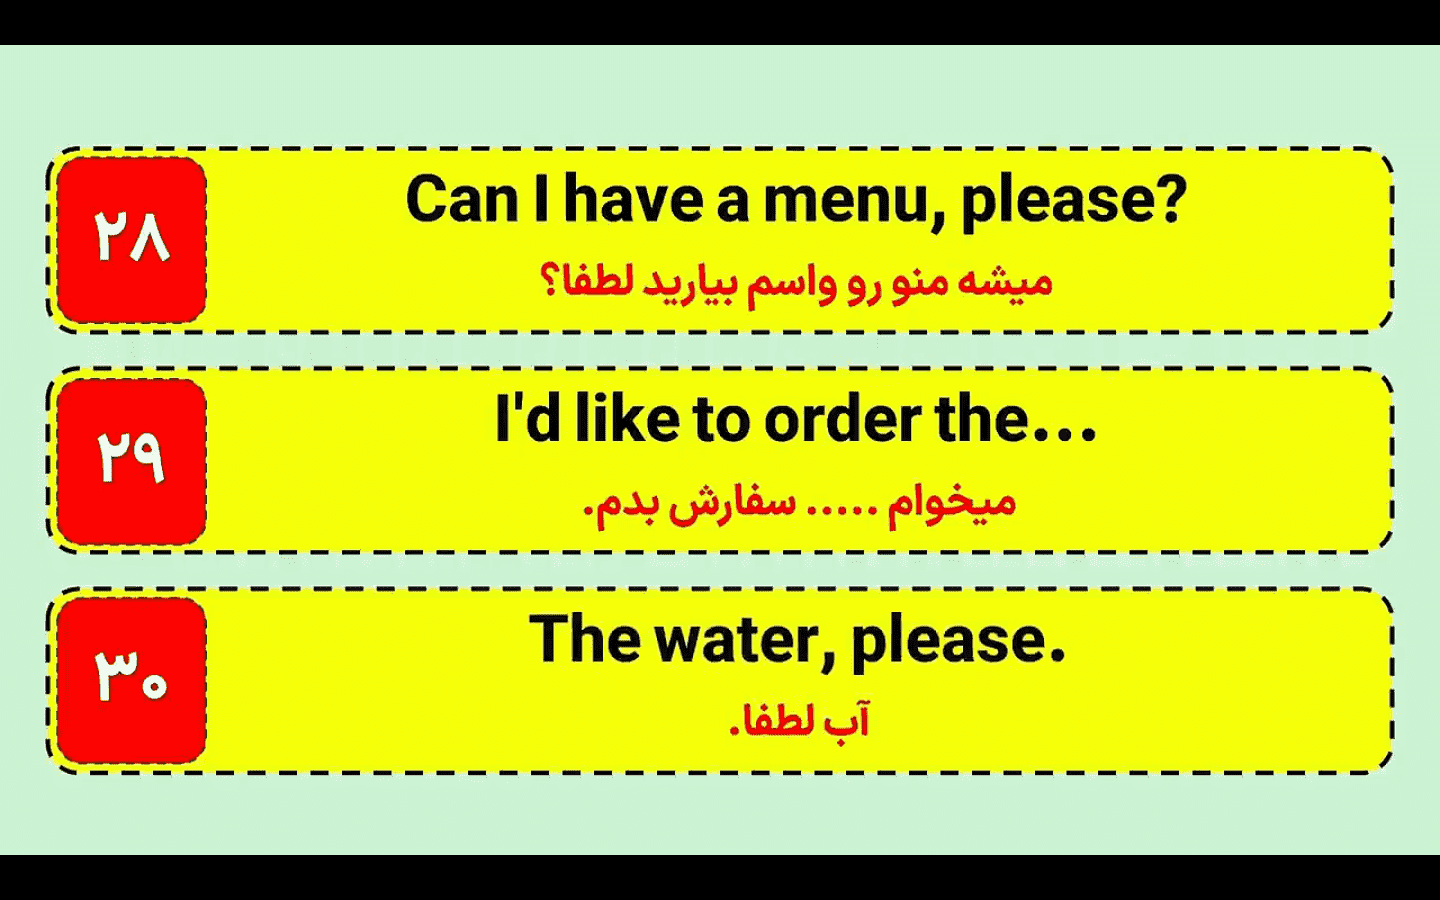 ۲۸
Can I have a menu, please?
میشه منو رو واسم بیارید لطفا؟
۲۹
I'd like to order the...
میخوام ..... سفارش بدم.
۳۰
The water, please.
آب لطفا.